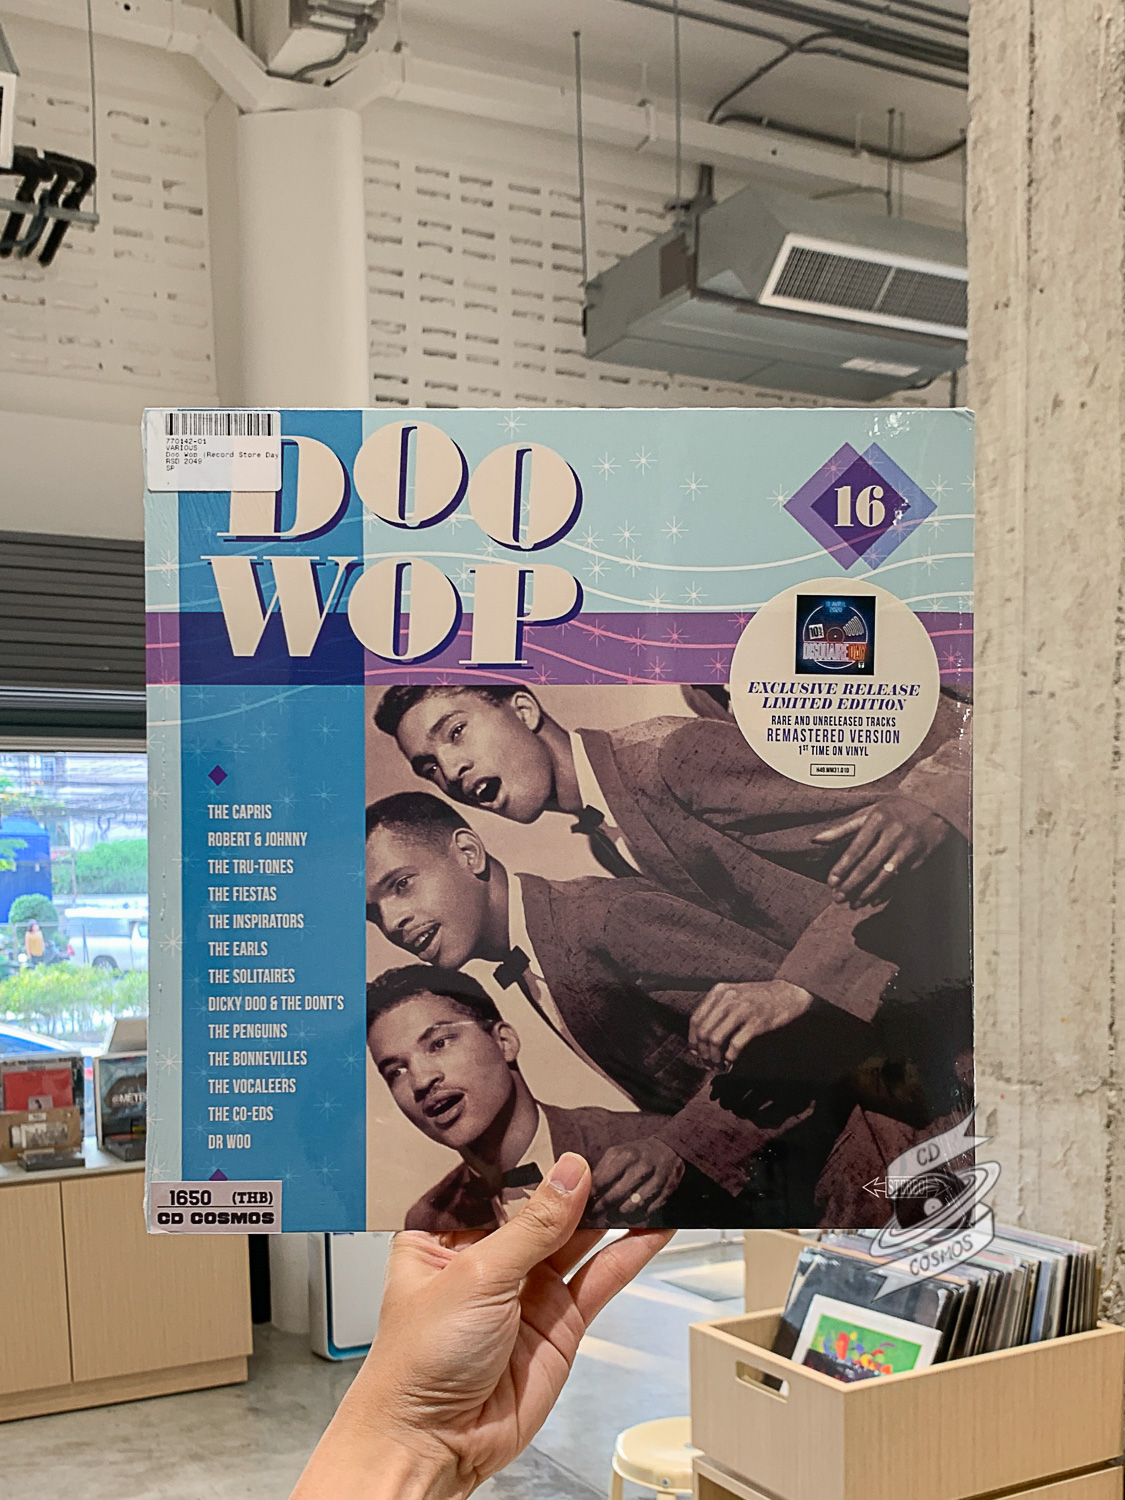 770142-01
VARIOUS
Doo Wop (Record Store Day
RSD 2049
SP
DOO
WOP
16
DISQUAIREDAY
EXCLUSIVE RELEASE
LIMITED EDITION
RARE AND UNRELEASED TRACKS
REMASTERED VERSION
1ST TIME ON VINYL
THE CAPRIS
ROBERT & JOHNNY
THE TRU-TONES
THE FIESTAS
THE INSPIRATORS
THE EARLS
THE SOLITAIRES
DICKY DOO & THE DONT'S
THE PENGUINS
THE BONNEVILLES
THE VOCALEERS
THE CO-EDS
DR WOO
1650 (THB)
CD COSMOS
STEREO
CD
COSMOS